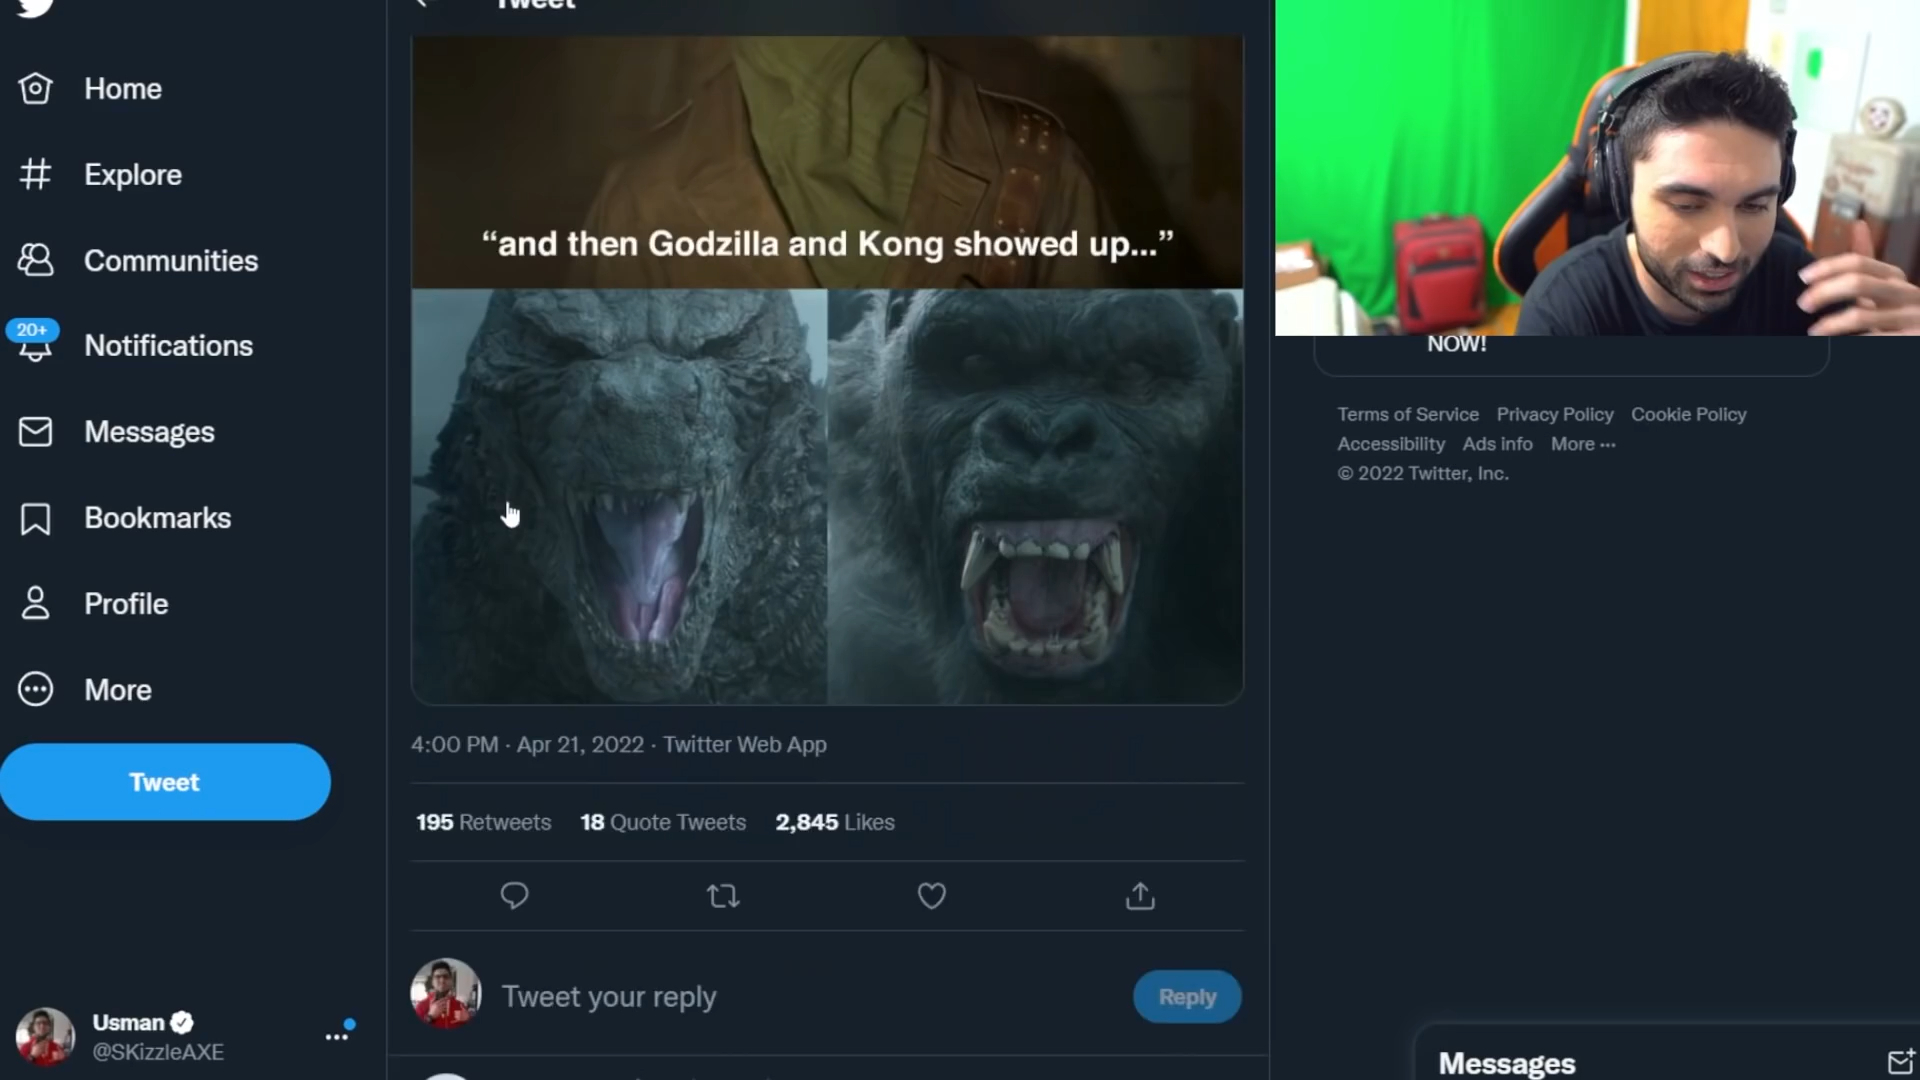 Tweet
Home
Explore
Communities
20+
Notifications
Messages
Bookmarks
Profile
More
Tweet
Usman
@SKizzleAXE
“and then Godzilla and Kong showed up...”
4:00 PM · Apr 21, 2022 · Twitter Web App
195 Retweets 18 Quote Tweets 2,845 Likes
Tweet your reply
Reply
NOW!
Terms of Service Privacy Policy Cookie Policy
Accessibility Ads info More ···
© 2022 Twitter, Inc.
Messages